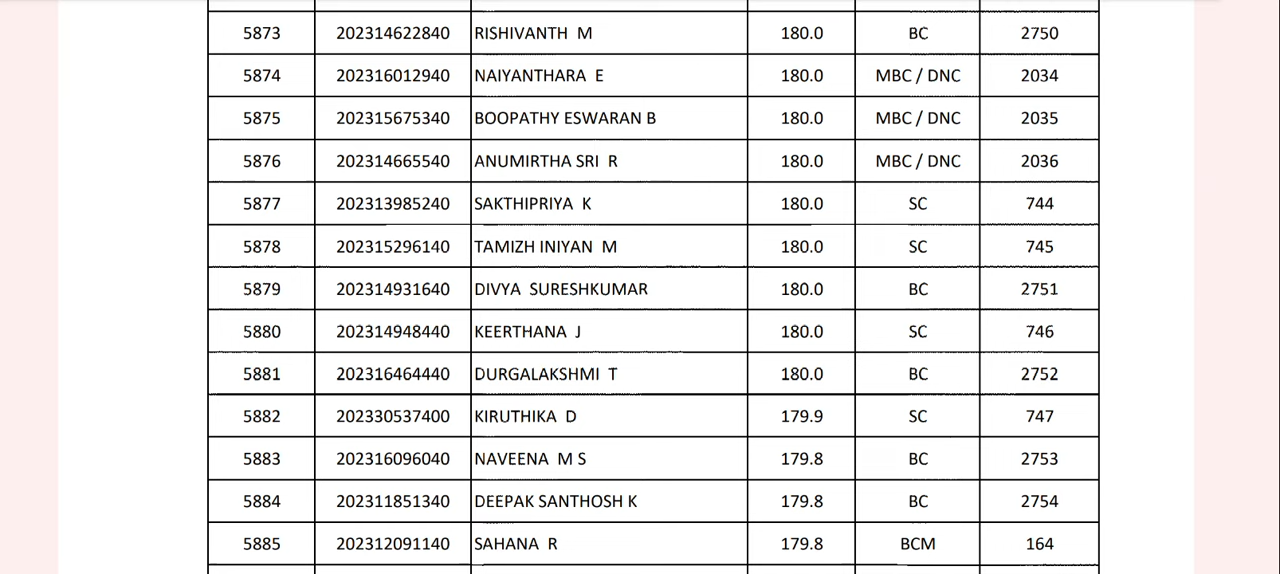 5873 202314622840 RISHIVANTH M 180.0 BC 2750
5874 202316012940 NAIYANTHARA E 180.0 MBC / DNC 2034
5875 202315675340 BOOPATHY ESWARAN B 180.0 MBC / DNC 2035
5876 202314665540 ANUMIRTHA SRI R 180.0 MBC / DNC 2036
5877 202313985240 SAKTHIPRIYA K 180.0 SC 744
5878 202315296140 TAMIZH INIYAN M 180.0 SC 745
5879 202314931640 DIVYA SURESHKUMAR 180.0 BC 2751
5880 202314948440 KEERTHANA J 180.0 SC 746
5881 202316464440 DURGALAKSHMI T 180.0 BC 2752
5882 202330537400 KIRUTHIKA D 179.9 SC 747
5883 202316096040 NAVEENA M S 179.8 BC 2753
5884 202311851340 DEEPAK SANTHOSH K 179.8 BC 2754
5885 202312091140 SAHANA R 179.8 BCM 164